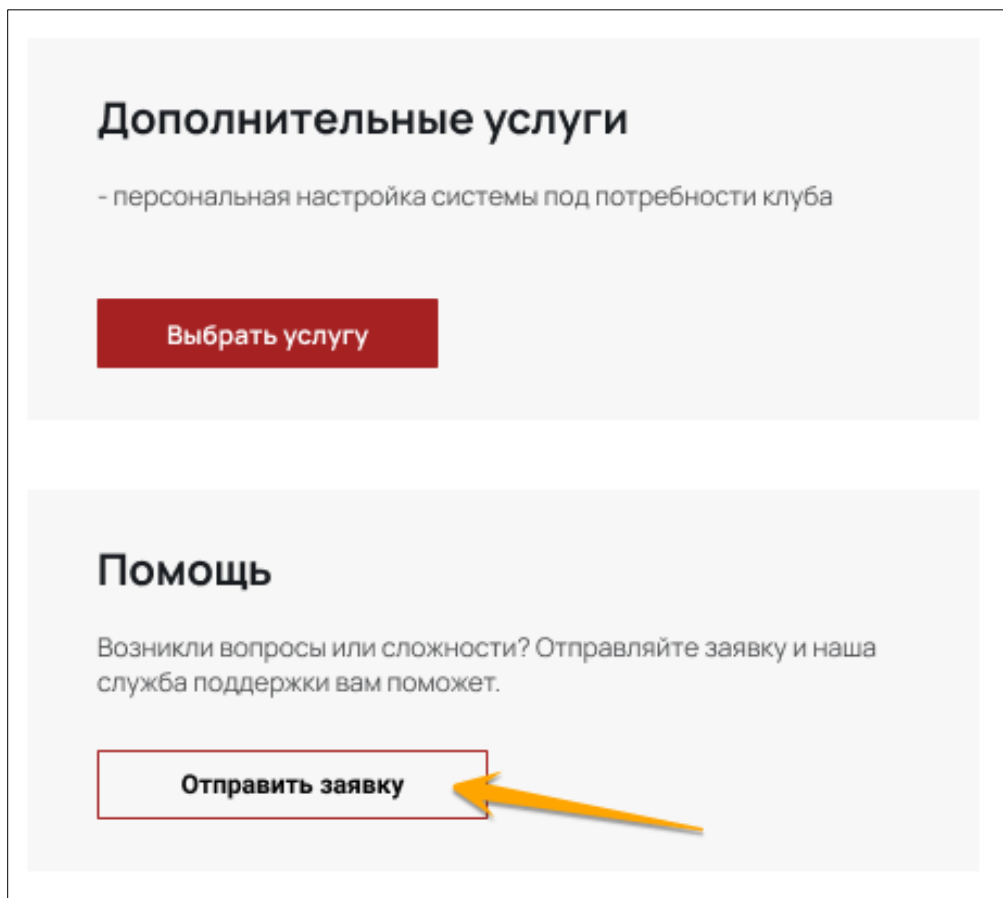 Дополнительные услуги
- персональная настройка системы под потребности клуба
Выбрать услугу
Помощь
Возникли вопросы или сложности? Отправляйте заявку и наша
служба поддержки вам поможет.
Отправить заявку